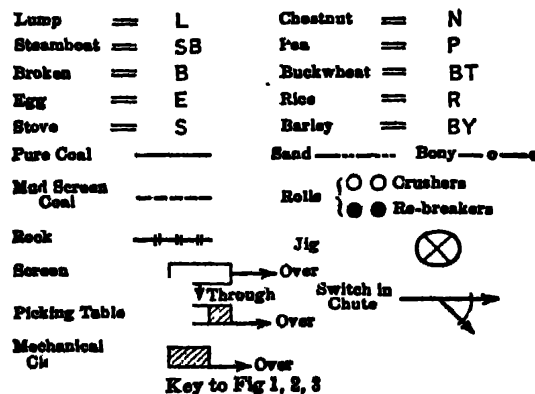 Lump = L Chestnut = N
Steamboat = SB Pea = P
Broken = B Buckwheat = BT
Egg = E Rice = R
Stove = S Barley = BY
Pure Coal Sand Bony
Mud Screen Coal Rolls Crushers
Re-breakers
Rock Jig
Screen Over
Through Switch in Chute
Picking Table Over
Mechanical
Over
Key to Fig 1, 2, 3